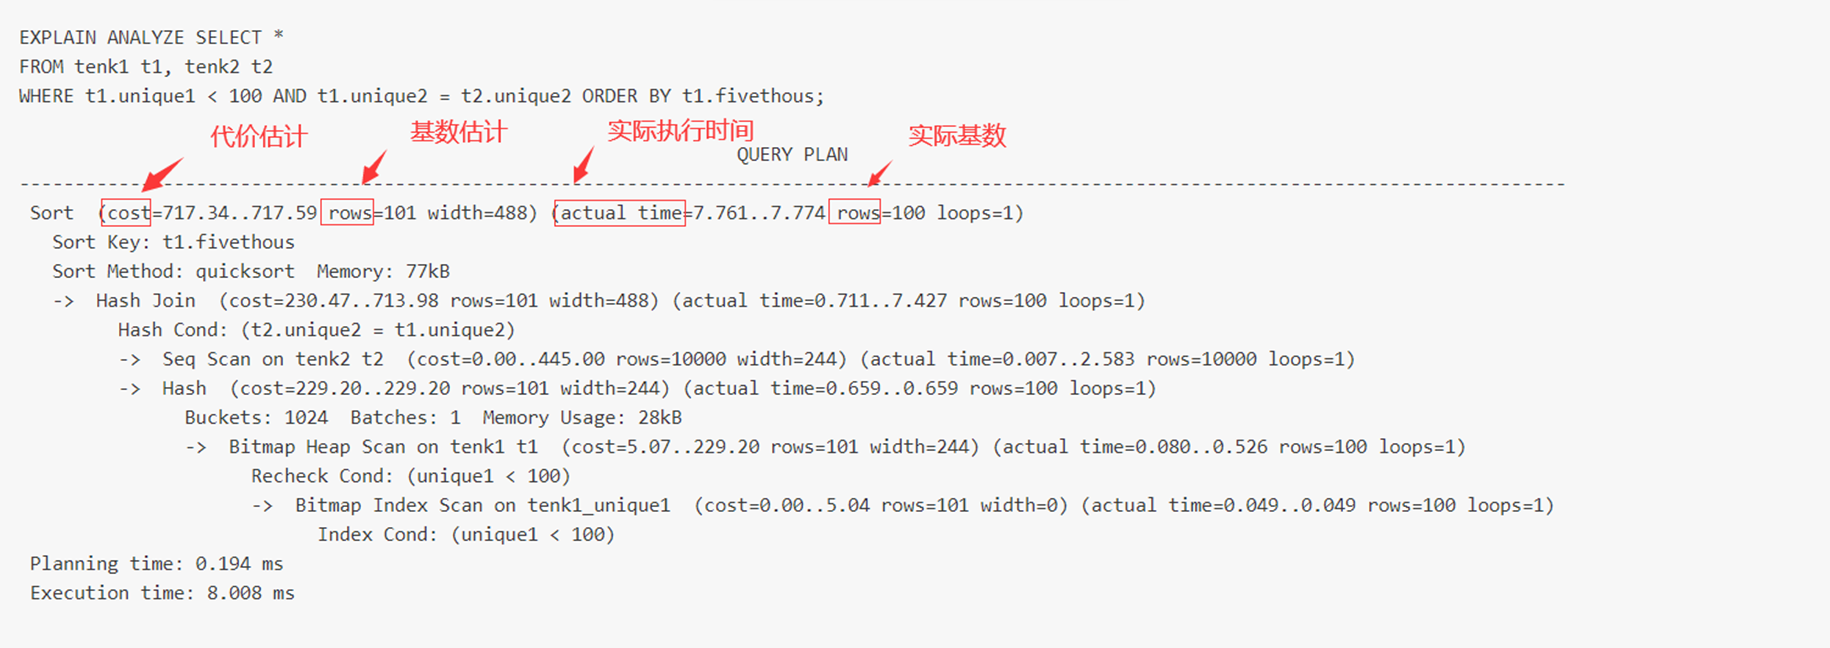 EXPLAIN ANALYZE SELECT *
FROM tenk1 t1, tenk2 t2
WHERE t1.unique1 < 100 AND t1.unique2 = t2.unique2 ORDER BY t1.fivethous;
代价估计 基数估计 实际执行时间 实际基数
QUERY PLAN
--------------------------------------------------------------------------------------------------------------------------------------------
Sort  (cost=717.34..717.59 rows=101 width=488) (actual time=7.761..7.774 rows=100 loops=1)
Sort Key: t1.fivethous
Sort Method: quicksort  Memory: 77kB
->  Hash Join  (cost=230.47..713.98 rows=101 width=488) (actual time=0.711..7.427 rows=100 loops=1)
Hash Cond: (t2.unique2 = t1.unique2)
->  Seq Scan on tenk2 t2  (cost=0.00..445.00 rows=10000 width=244) (actual time=0.007..2.583 rows=10000 loops=1)
->  Hash  (cost=229.20..229.20 rows=101 width=244) (actual time=0.659..0.659 rows=100 loops=1)
Buckets: 1024  Batches: 1  Memory Usage: 28kB
->  Bitmap Heap Scan on tenk1 t1  (cost=5.07..229.20 rows=101 width=244) (actual time=0.080..0.526 rows=100 loops=1)
Recheck Cond: (unique1 < 100)
->  Bitmap Index Scan on tenk1_unique1  (cost=0.00..5.04 rows=101 width=0) (actual time=0.049..0.049 rows=100 loops=1)
Index Cond: (unique1 < 100)
Planning time: 0.194 ms
Execution time: 8.008 ms